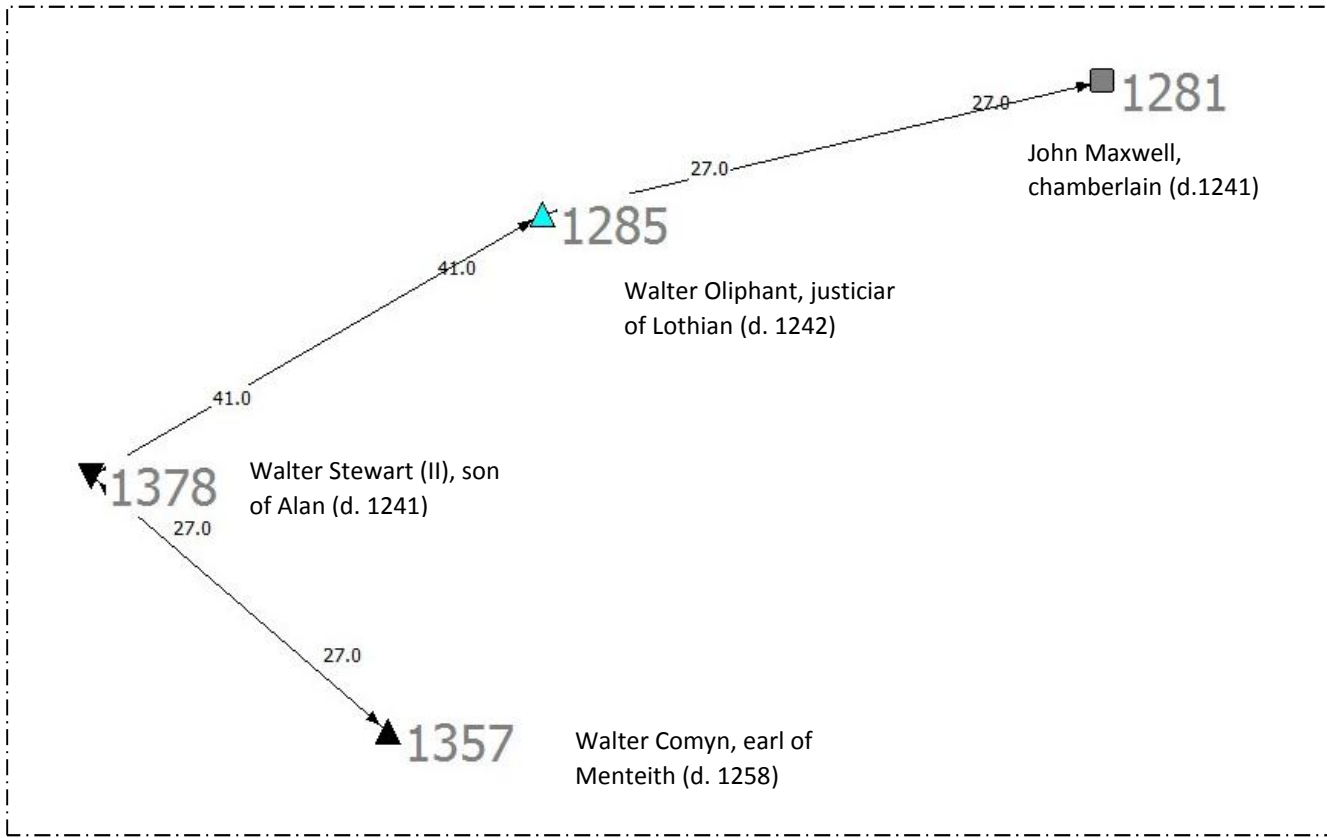 27.0
1281
John Maxwell,
chamberlain (d.1241)
27.0
1285
41.0
Walter Oliphant, justiciar
of Lothian (d. 1242)
41.0
1378
Walter Stewart (II), son
of Alan (d. 1241)
27.0
27.0
1357
Walter Comyn, earl of
Menteith (d. 1258)